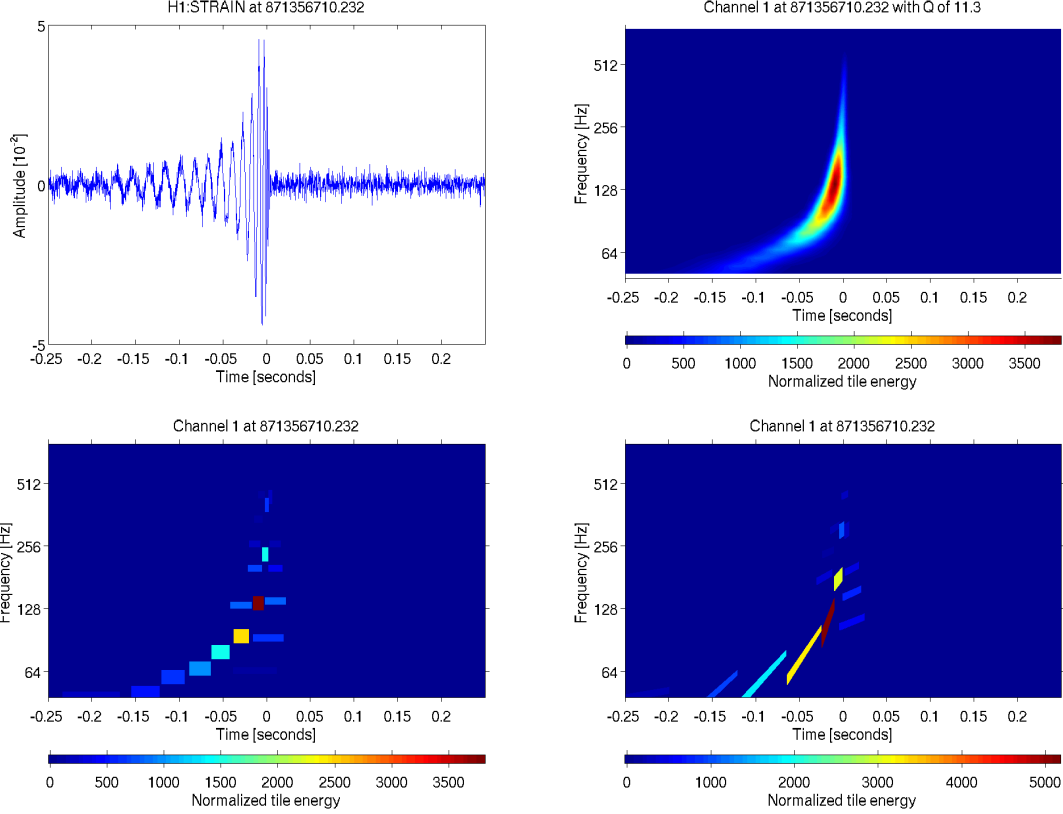 H1:STRAIN at 871356710.232
5
0
-5
Amplitude [10⁻²]
-0.25 -0.2 -0.15 -0.1 -0.05 0 0.05 0.1 0.15 0.2
Time [seconds]
Channel 1 at 871356710.232 with Q of 11.3
512
256
128
64
Frequency [Hz]
-0.25 -0.2 -0.15 -0.1 -0.05 0 0.05 0.1 0.15 0.2
Time [seconds]
0 500 1000 1500 2000 2500 3000 3500
Normalized tile energy
Channel 1 at 871356710.232
512
256
128
64
Frequency [Hz]
-0.25 -0.2 -0.15 -0.1 -0.05 0 0.05 0.1 0.15 0.2
Time [seconds]
0 500 1000 1500 2000 2500 3000 3500
Normalized tile energy
Channel 1 at 871356710.232
512
256
128
64
Frequency [Hz]
-0.25 -0.2 -0.15 -0.1 -0.05 0 0.05 0.1 0.15 0.2
Time [seconds]
0 1000 2000 3000 4000 5000
Normalized tile energy